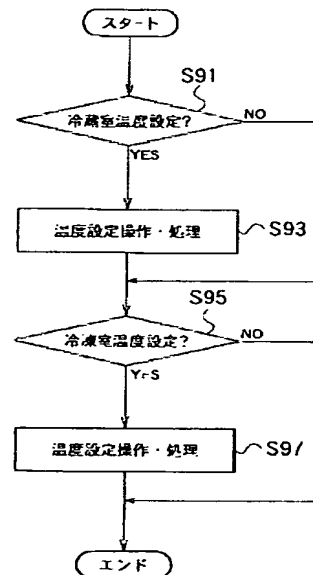 スタート
S91
冷蔵室温度設定?
NO
YES
温度設定操作・処理
S93
S95
冷凍室温度設定?
NO
YES
温度設定操作・処理
S97
エンド